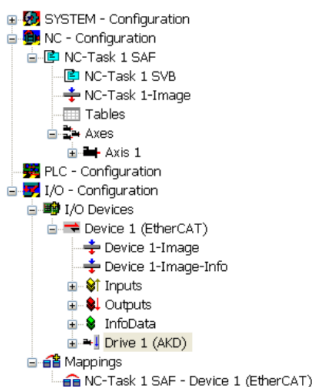 SYSTEM - Configuration
NC - Configuration
NC-Task 1 SAF
NC-Task 1 SVB
NC-Task 1-Image
Tables
Axes
Axis 1
PLC - Configuration
I/O - Configuration
I/O Devices
Device 1 (EtherCAT)
Device 1-Image
Device 1-Image-Info
Inputs
Outputs
InfoData
Drive 1 (AKD)
Mappings
NC-Task 1 SAF - Device 1 (EtherCAT)